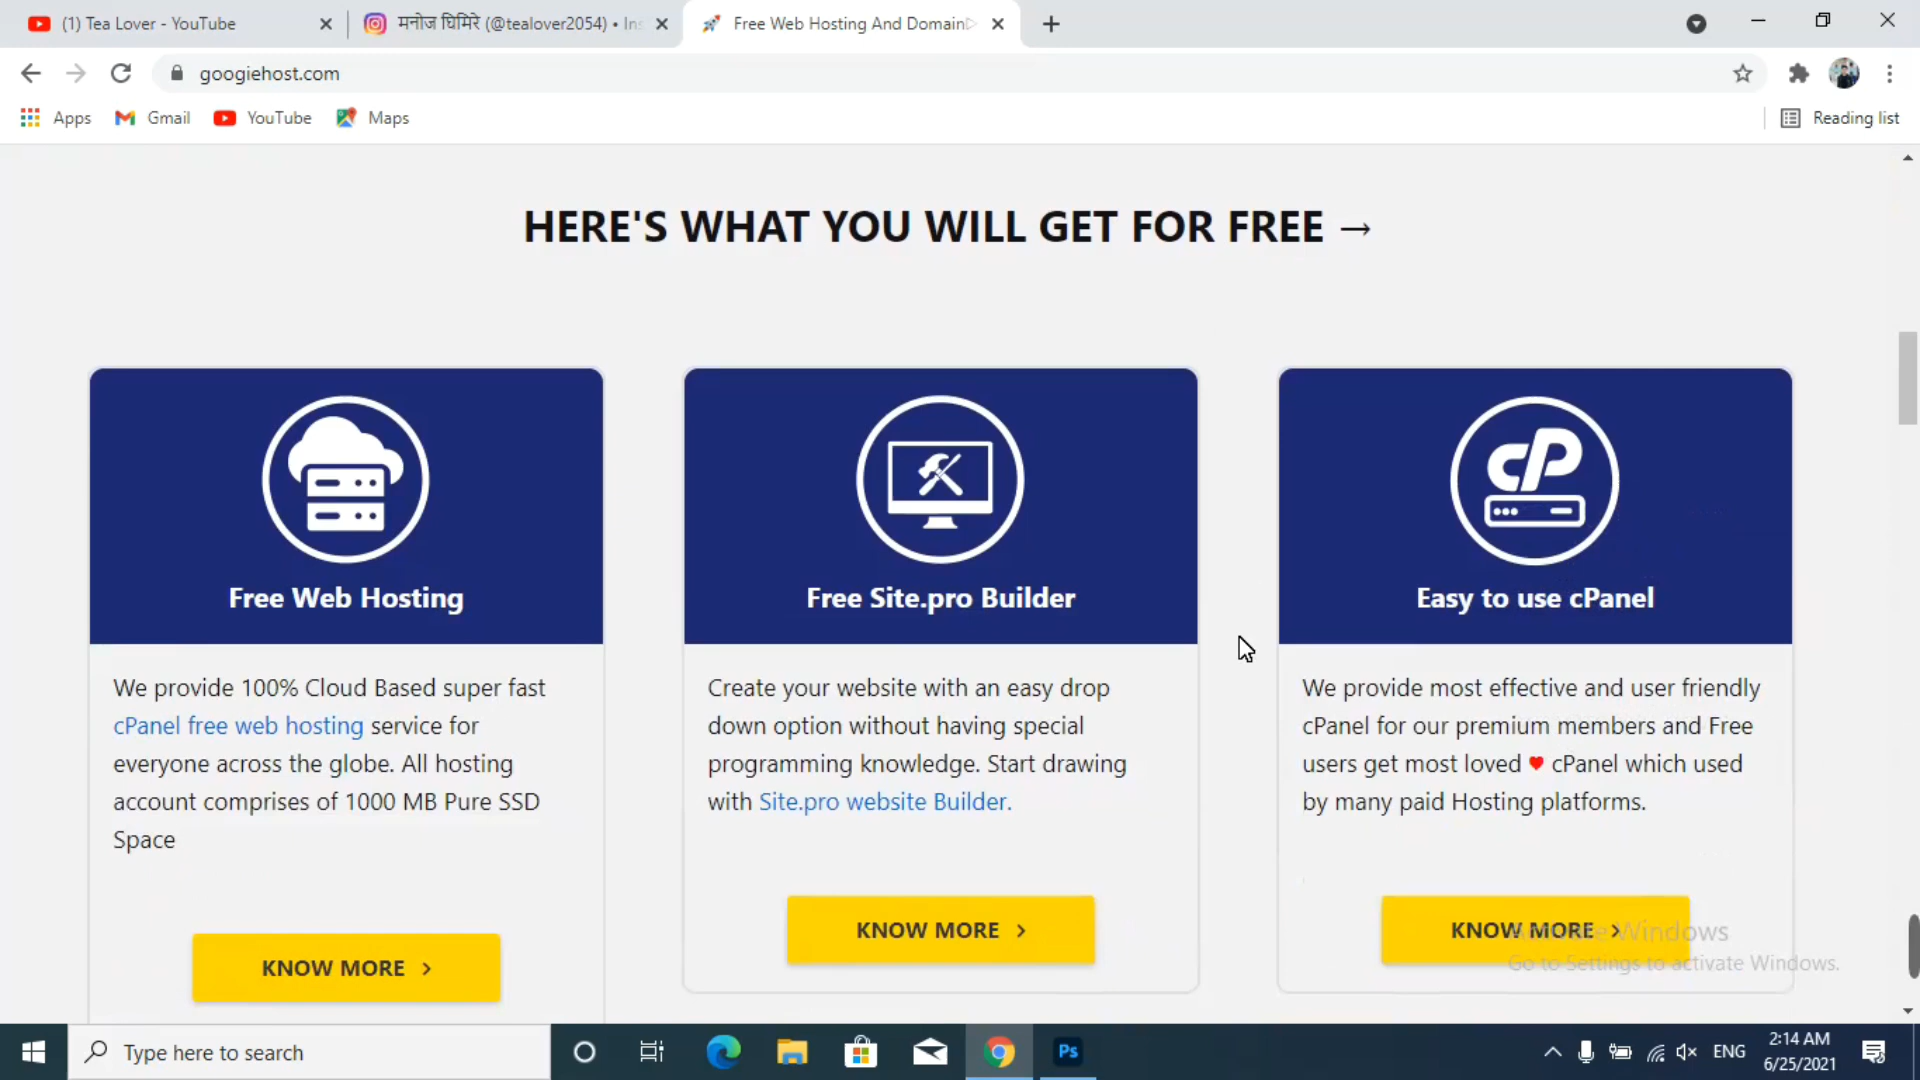 (1) Tea Lover - YouTube
मनोज घिमिरे (@tealover2054) • Ins
Free Web Hosting And Domain
googiehost.com
Apps
Gmail
YouTube
Maps
Reading list
HERE'S WHAT YOU WILL GET FOR FREE →
Free Web Hosting
We provide 100% Cloud Based super fast
cPanel free web hosting service for
everyone across the globe. All hosting
account comprises of 1000 MB Pure SSD
Space
KNOW MORE >
Free Site.pro Builder
Create your website with an easy drop
down option without having special
programming knowledge. Start drawing
with Site.pro website Builder.
KNOW MORE >
cP
Easy to use cPanel
We provide most effective and user friendly
cPanel for our premium members and Free
users get most loved ♥ cPanel which used
by many paid Hosting platforms.
KNOW MORE >
Activate Windows
Go to Settings to activate Windows.
Type here to search
Ps
ENG
2:14 AM
6/25/2021